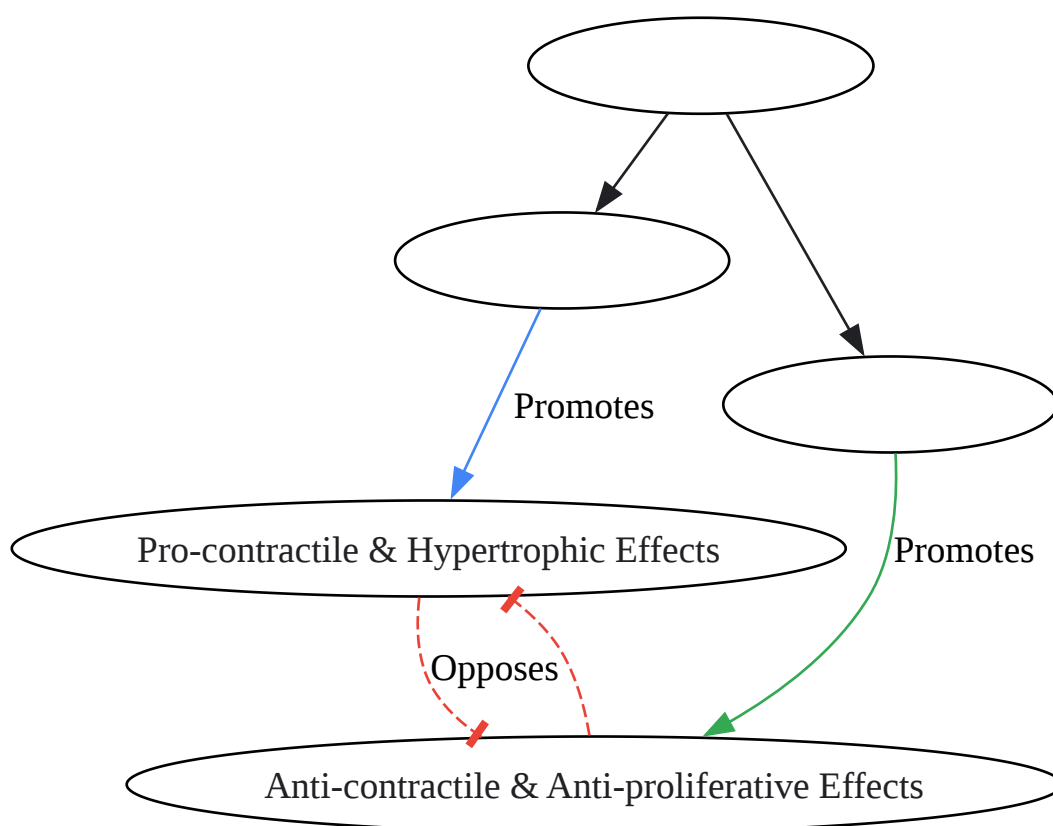 Promotes
Pro-contractile & Hypertrophic Effects
Promotes
Opposes
Anti-contractile & Anti-proliferative Effects